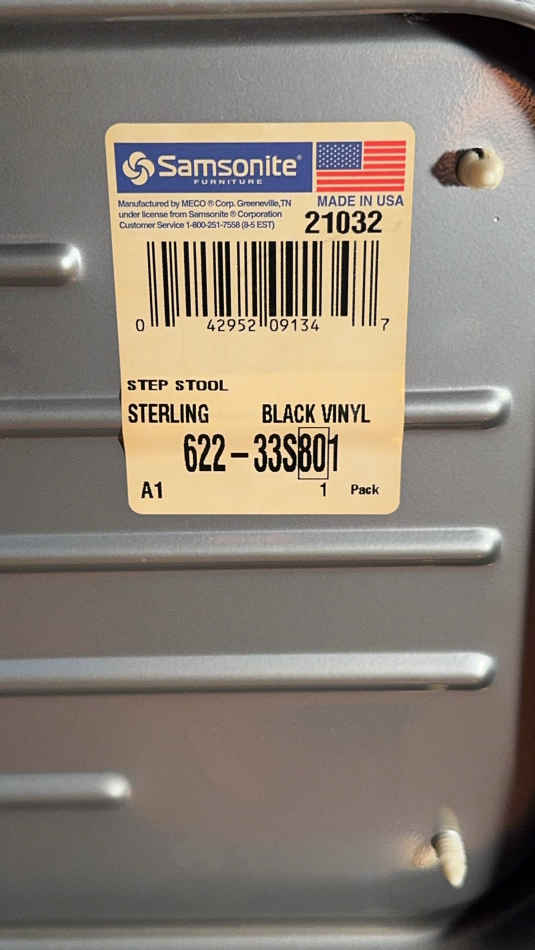 Samsonite®
FURNITURE
Manufactured by MECO ® Corp. Greeneville,TN
under license from Samsonite ® Corporation
Customer Service 1-800-251-7558 (8-5 EST)
MADE IN USA
21032
0 42952 09134 7
STEP STOOL
STERLING BLACK VINYL
622-33S801
A1 1 Pack